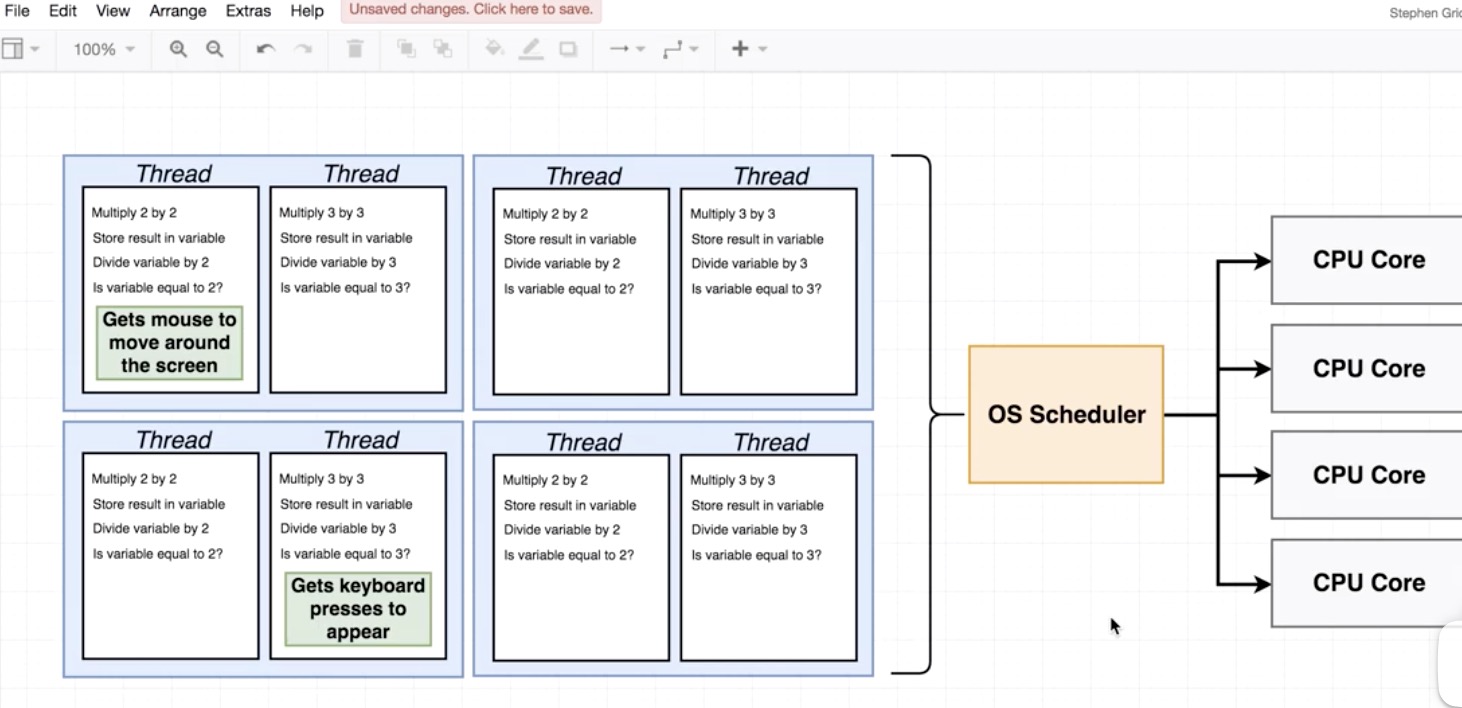 File Edit View Arrange Extras Help Unsaved changes. Click here to save.
100%
Thread
Multiply 2 by 2
Store result in variable
Divide variable by 2
Is variable equal to 2?
Gets mouse to
move around
the screen
Thread
Multiply 3 by 3
Store result in variable
Divide variable by 3
Is variable equal to 3?
Thread
Multiply 2 by 2
Store result in variable
Divide variable by 2
Is variable equal to 2?
Thread
Multiply 3 by 3
Store result in variable
Divide variable by 3
Is variable equal to 3?
Thread
Multiply 2 by 2
Store result in variable
Divide variable by 2
Is variable equal to 2?
Thread
Multiply 3 by 3
Store result in variable
Divide variable by 3
Is variable equal to 3?
Gets keyboard
presses to
appear
Thread
Multiply 2 by 2
Store result in variable
Divide variable by 2
Is variable equal to 2?
Thread
Multiply 3 by 3
Store result in variable
Divide variable by 3
Is variable equal to 3?
OS Scheduler
CPU Core
CPU Core
CPU Core
CPU Core
Stephen